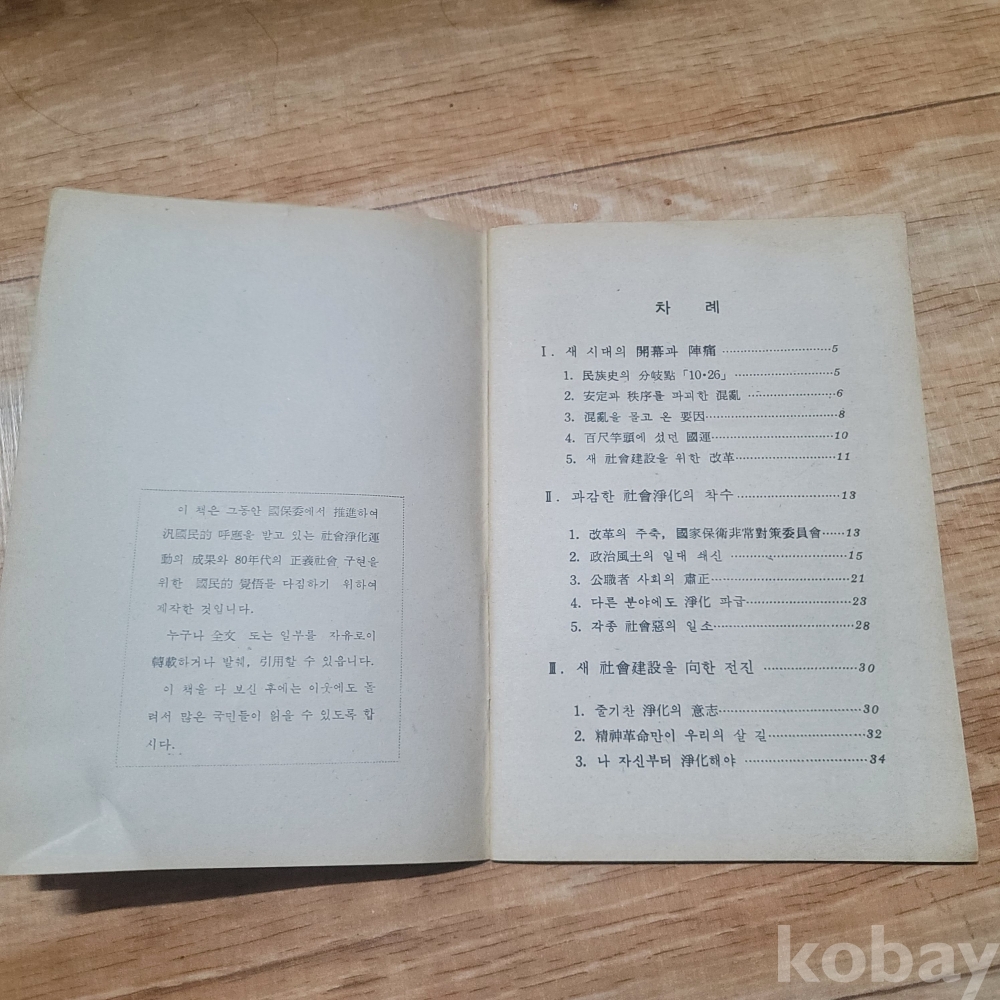 이 책은 그동안 國保委에서 推進하여
汎國民的 呼應을 받고 있는 社會淨化運
動의 成果와 80年代의 正義社會 구현을
위한 國民的 覺悟를 다짐하기 위하여
제작한 것입니다.
누구나 全文 또는 일부를 자유로이
轉載하거나 발췌, 引用할 수 있읍니다.
이 책을 다 보신 후에는 이웃에도 돌
려서 많은 국민들이 읽을 수 있도록 합
시다.
차 례
Ⅰ. 새 시대의 開幕과 陣痛 ······ 5
1. 民族史의 分岐點 「10·26」 ······ 5
2. 安定과 秩序를 파괴한 混亂 ······ 6
3. 混亂을 몰고 온 要因 ······ 8
4. 百尺竿頭에 섰던 國運 ······ 10
5. 새 社會建設을 위한 改革 ······ 11
Ⅱ. 과감한 社會淨化의 착수 ······ 13
1. 改革의 주축, 國家保衛非常對策委員會 ······ 13
2. 政治風土의 일대 쇄신 ······ 15
3. 公職者 사회의 肅正 ······ 21
4. 다른 분야에도 淨化 파급 ······ 23
5. 각종 社會惡의 일소 ······ 28
Ⅲ. 새 社會建設을 向한 전진 ······ 30
1. 줄기찬 淨化의 意志 ······ 30
2. 精神革命만이 우리의 살 길 ······ 32
3. 나 자신부터 淨化해야 ······ 34
kobay